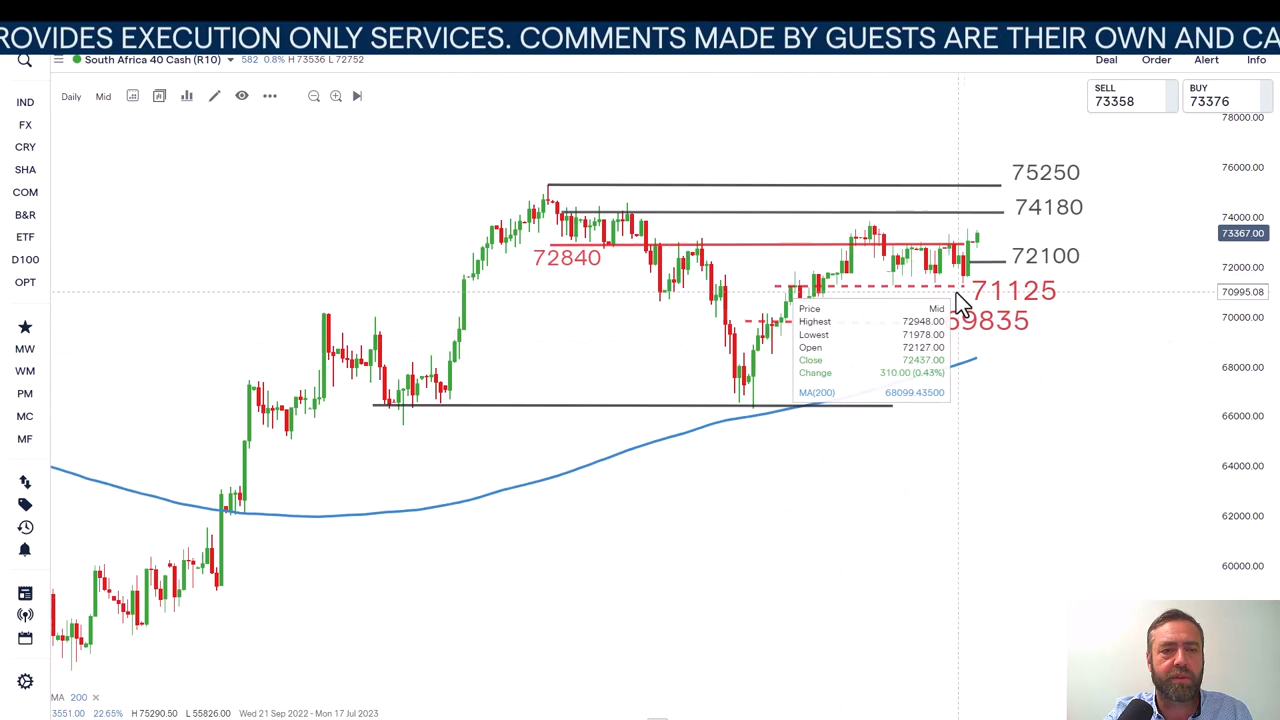 PROVIDES EXECUTION ONLY SERVICES. COMMENTS MADE BY GUESTS ARE THEIR OWN AND CA
South Africa 40 Cash (R10) 582 0.8% H 73536 L 72752
Deal Order Alert Info
Daily Mid
SELL
73358
BUY
73376
IND
FX
CRY
SHA
COM
B&R
ETF
D100
OPT
MW
WM
PM
MC
MF
78000.00
76000.00
74000.00
73367.00
72000.00
70995.08
70000.00
68000.00
66000.00
64000.00
62000.00
60000.00
75250
74180
72840
72100
71125
69835
Price Mid
Highest 72948.00
Lowest 71978.00
Open 72127.00
Close 72437.00
Change 310.00 (0.43%)
MA(200) 68099.43500
MA 200
3551.00 22.65% H 75290.50 L 55826.00 Wed 21 Sep 2022 - Mon 17 Jul 2023